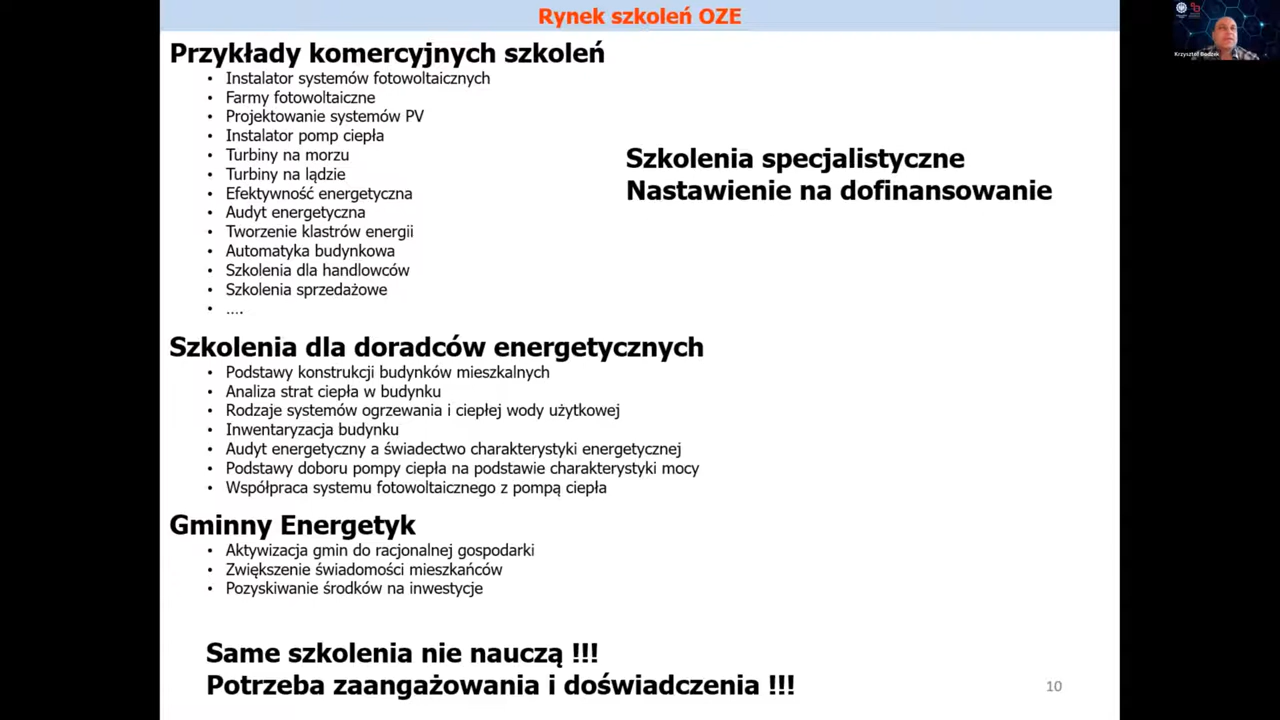 Rynek szkoleń OZE
Przykłady komercyjnych szkoleń
• Instalator systemów fotowoltaicznych
• Farmy fotowoltaiczne
• Projektowanie systemów PV
• Instalator pomp ciepła
• Turbiny na morzu
• Turbiny na lądzie
• Efektywność energetyczna
• Audyt energetyczna
• Tworzenie klastrów energii
• Automatyka budynkowa
• Szkolenia dla handlowców
• Szkolenia sprzedażowe
• ….
Szkolenia specjalistyczne
Nastawienie na dofinansowanie
Szkolenia dla doradców energetycznych
• Podstawy konstrukcji budynków mieszkalnych
• Analiza strat ciepła w budynku
• Rodzaje systemów ogrzewania i ciepłej wody użytkowej
• Inwentaryzacja budynku
• Audyt energetyczny a świadectwo charakterystyki energetycznej
• Podstawy doboru pompy ciepła na podstawie charakterystyki mocy
• Współpraca systemu fotowoltaicznego z pompą ciepła
Gminny Energetyk
• Aktywizacja gmin do racjonalnej gospodarki
• Zwiększenie świadomości mieszkańców
• Pozyskiwanie środków na inwestycje
Same szkolenia nie nauczą !!!
Potrzeba zaangażowania i doświadczenia !!!
10
Krzysztof Badzek